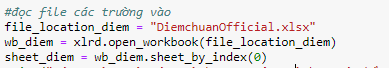 #đọc file các trường vào
file_location_diem = "DiemchuanOfficial.xlsx"
wb_diem = xlrd.open_workbook(file_location_diem)
sheet_diem = wb_diem.sheet_by_index(0)